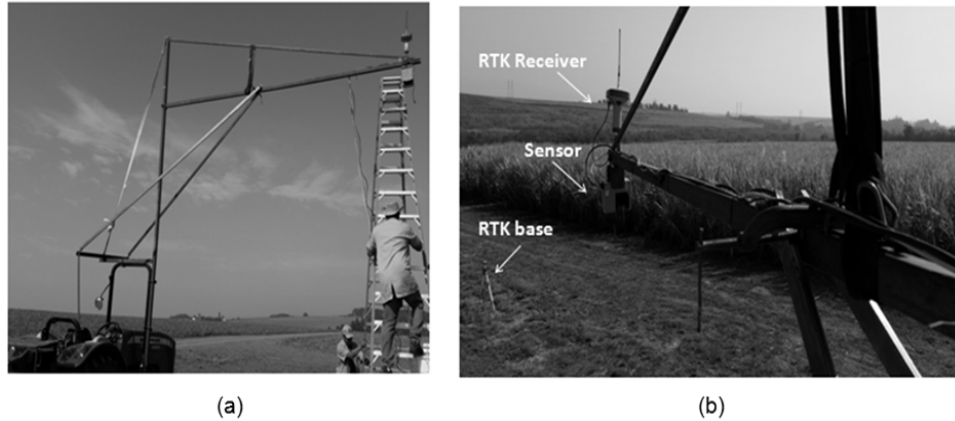 RTK Receiver
Sensor
RTK base
(a)
(b)